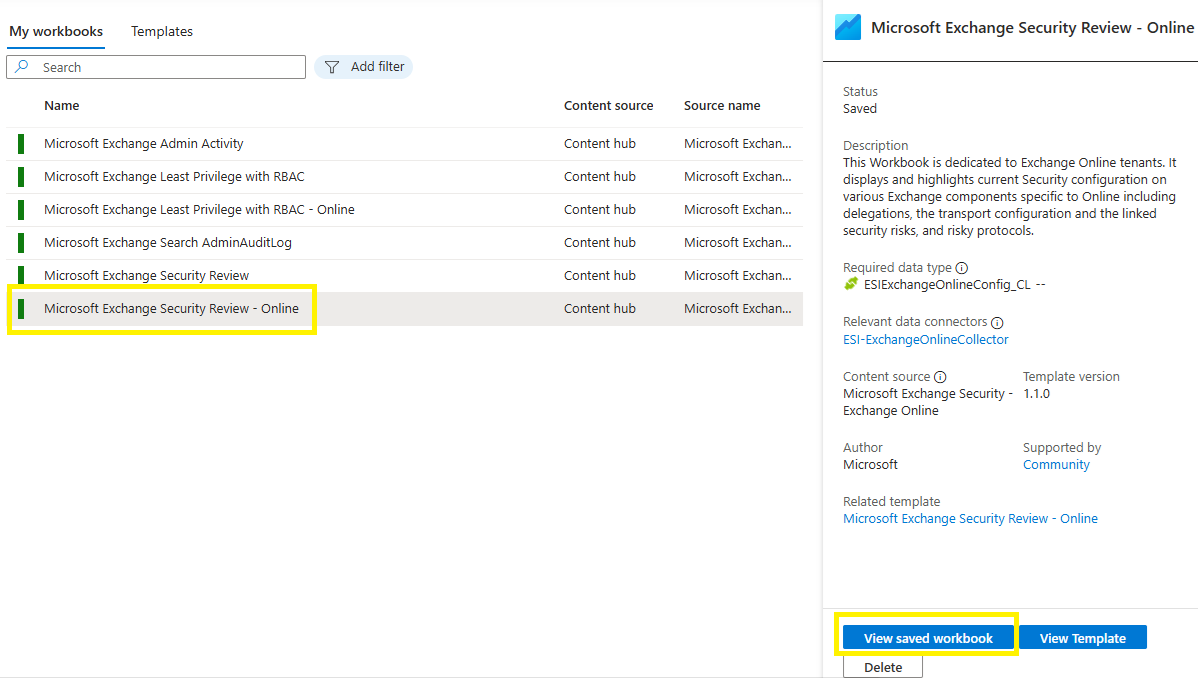 My workbooks Templates
Search Add filter
Name Content source Source name
Microsoft Exchange Admin Activity Content hub Microsoft Exchan...
Microsoft Exchange Least Privilege with RBAC Content hub Microsoft Exchan...
Microsoft Exchange Least Privilege with RBAC - Online Content hub Microsoft Exchan...
Microsoft Exchange Search AdminAuditLog Content hub Microsoft Exchan...
Microsoft Exchange Security Review Content hub Microsoft Exchan...
Microsoft Exchange Security Review - Online Content hub Microsoft Exchan...
Microsoft Exchange Security Review - Online
Status
Saved
Description
This Workbook is dedicated to Exchange Online tenants. It
displays and highlights current Security configuration on
various Exchange components specific to Online including
delegations, the transport configuration and the linked
security risks, and risky protocols.
Required data type
ESIExchangeOnlineConfig_CL --
Relevant data connectors
ESI-ExchangeOnlineCollector
Content source Template version
Microsoft Exchange Security - 1.1.0
Exchange Online
Author Supported by
Microsoft Community
Related template
Microsoft Exchange Security Review - Online
View saved workbook View Template
Delete